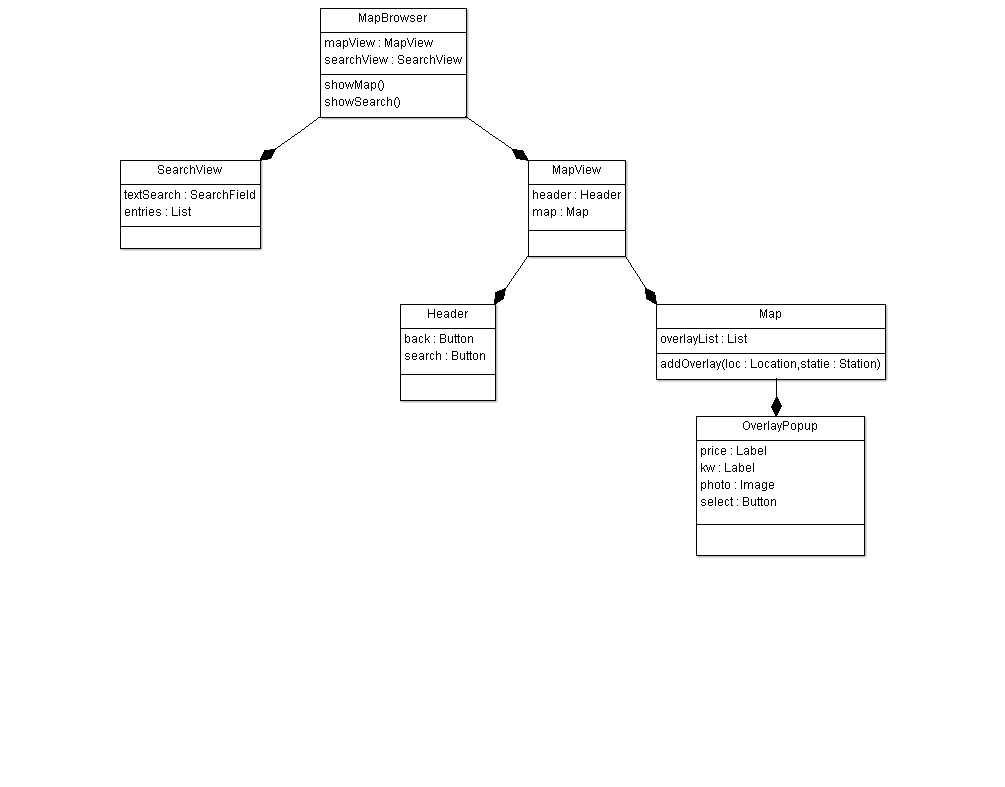 MapBrowser
mapView : MapView
searchView : SearchView
showMap()
showSearch()
SearchView
textSearch : SearchField
entries : List
MapView
header : Header
map : Map
Header
back : Button
search : Button
Map
overlayList : List
addOverlay(loc : Location,statie : Station)
OverlayPopup
price : Label
kw : Label
photo : Image
select : Button